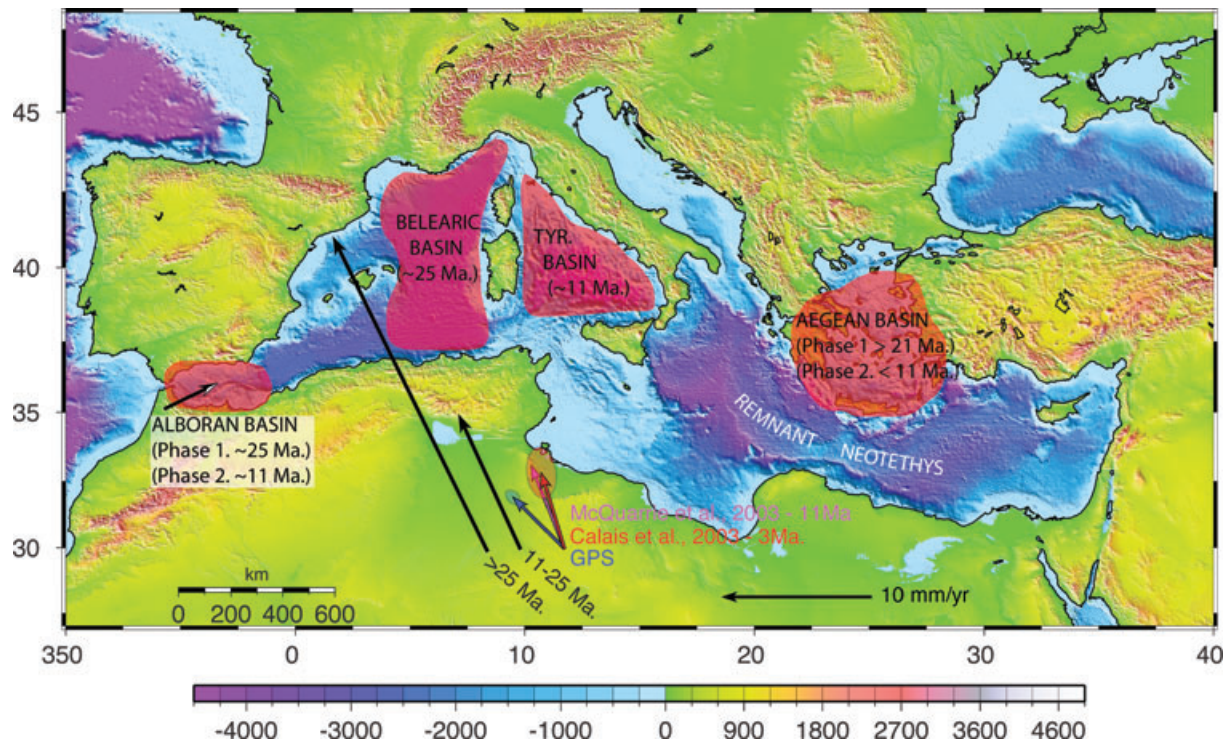 45
40
35
30
BELEARIC
BASIN
(~25 Ma.)
TYR.
BASIN
(~11 Ma.)
AEGEAN BASIN
(Phase 1 > 21 Ma.)
(Phase 2. < 11 Ma.)
ALBORAN BASIN
(Phase 1. ~25 Ma.)
(Phase 2. ~11 Ma.)
REMNANT NEOTETHYS
McQuarrie et al., 2003 - 11Ma
Calais et al., 2003 - 3Ma.
GPS
>25 Ma.
11-25 Ma.
10 mm/yr
km
0 200 400 600
350 0 10 20 30 40
-4000 -3000 -2000 -1000 0 900 1800 2700 3600 4600